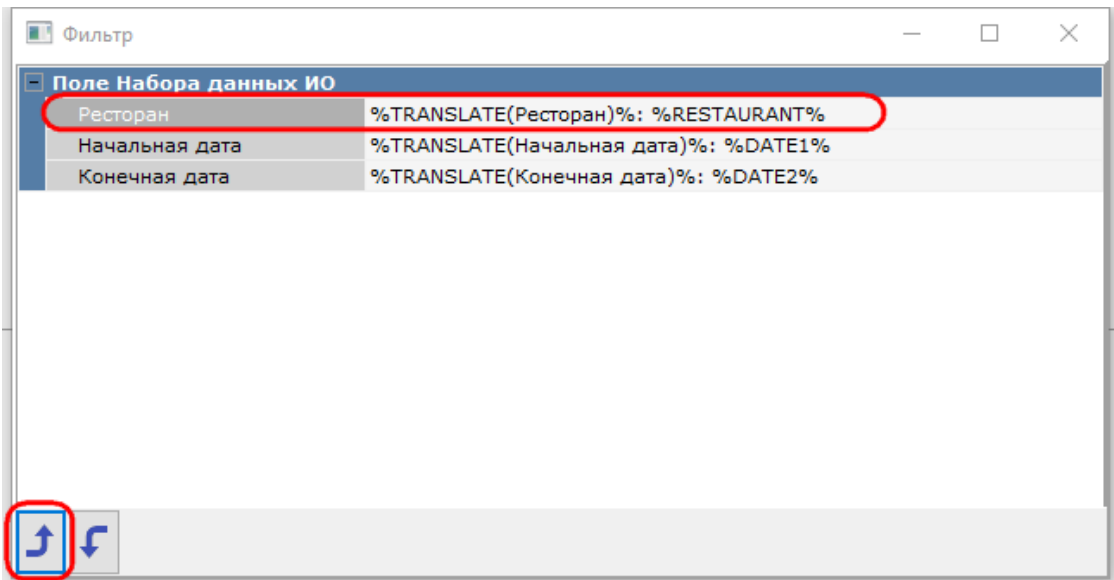 Фильтр
Поле Набора данных ИО
Ресторан %TRANSLATE(Ресторан)%: %RESTAURANT%
Начальная дата %TRANSLATE(Начальная дата)%: %DATE1%
Конечная дата %TRANSLATE(Конечная дата)%: %DATE2%